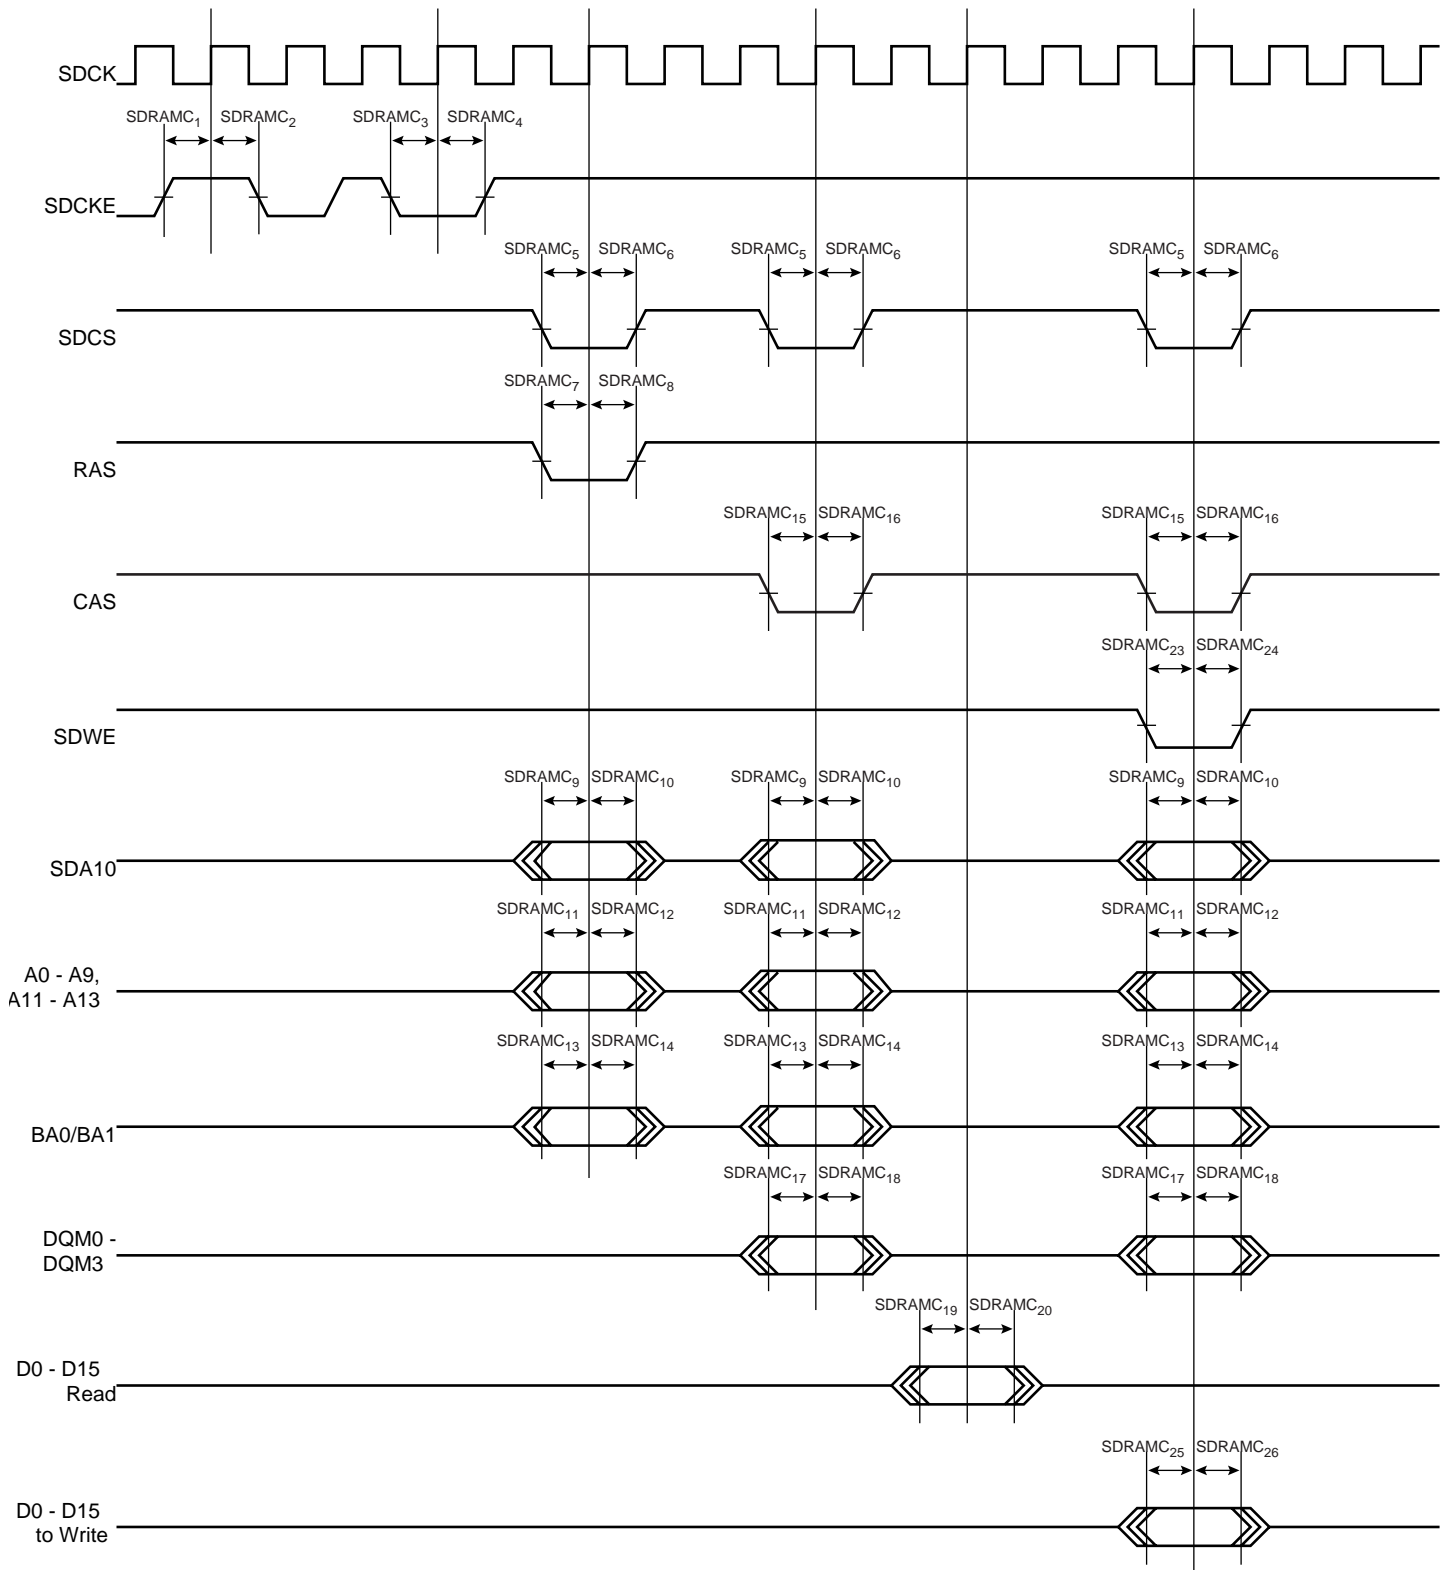 SDCK
SDRAMC1 SDRAMC2 SDRAMC3 SDRAMC4
SDCKE
SDRAMC5 SDRAMC6 SDRAMC5 SDRAMC6 SDRAMC5 SDRAMC6
SDCS
SDRAMC7 SDRAMC8
RAS
SDRAMC15 SDRAMC16 SDRAMC15 SDRAMC16
CAS
SDRAMC23 SDRAMC24
SDWE
SDRAMC9 SDRAMC10 SDRAMC9 SDRAMC10 SDRAMC9 SDRAMC10
SDA10
SDRAMC11 SDRAMC12 SDRAMC11 SDRAMC12 SDRAMC11 SDRAMC12
A0 - A9,
A11 - A13
SDRAMC13 SDRAMC14 SDRAMC13 SDRAMC14 SDRAMC13 SDRAMC14
BA0/BA1
SDRAMC17 SDRAMC18 SDRAMC17 SDRAMC18
DQM0 -
DQM3
SDRAMC19 SDRAMC20
D0 - D15
Read
SDRAMC25 SDRAMC26
D0 - D15
to Write